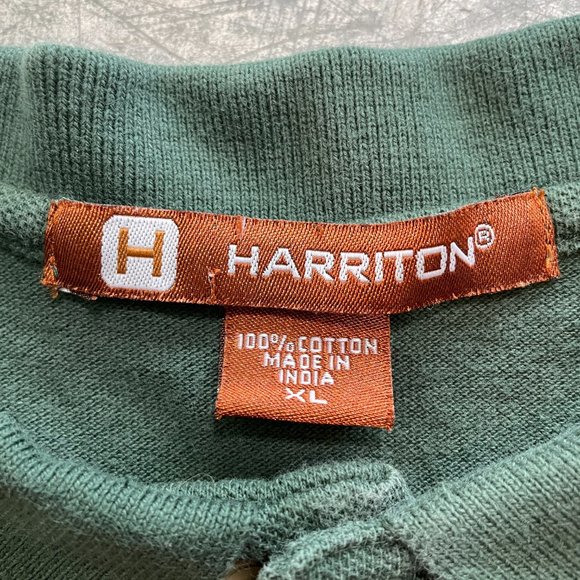 H HARRITON®
100% COTTON
MADE IN
INDIA
XL